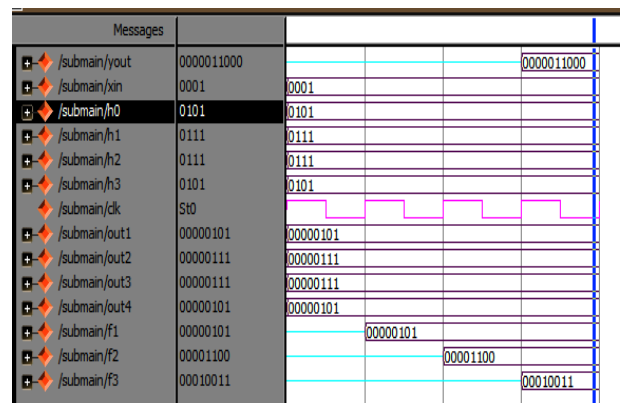 Messages
/submain/yout 0000011000 0000011000
/submain/xin 0001 0001
/submain/h0 0101 0101
/submain/h1 0111 0111
/submain/h2 0111 0111
/submain/h3 0101 0101
/submain/clk St0
/submain/out1 00000101 00000101
/submain/out2 00000111 00000111
/submain/out3 00000111 00000111
/submain/out4 00000101 00000101
/submain/f1 00000101 00000101
/submain/f2 00001100 00001100
/submain/f3 00010011 00010011